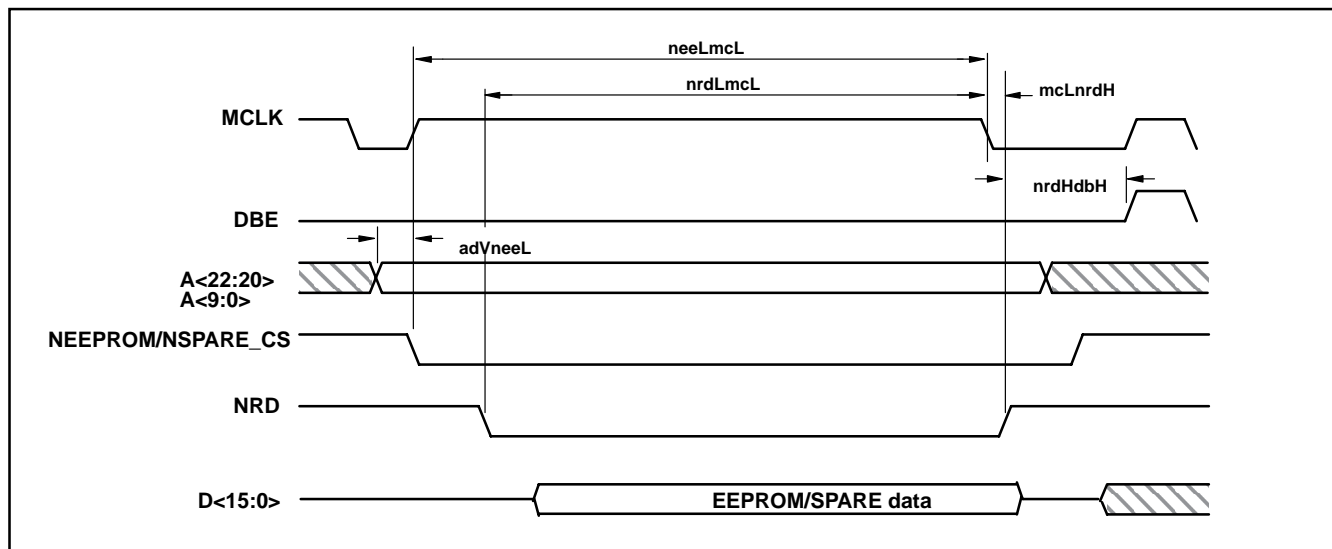 neeLmcL
nrdLmcL
mcLnrdH
MCLK
nrdHdbH
DBE
adVneeL
A<22:20>
A<9:0>
NEEPROM/NSPARE_CS
NRD
D<15:0>
EEPROM/SPARE data